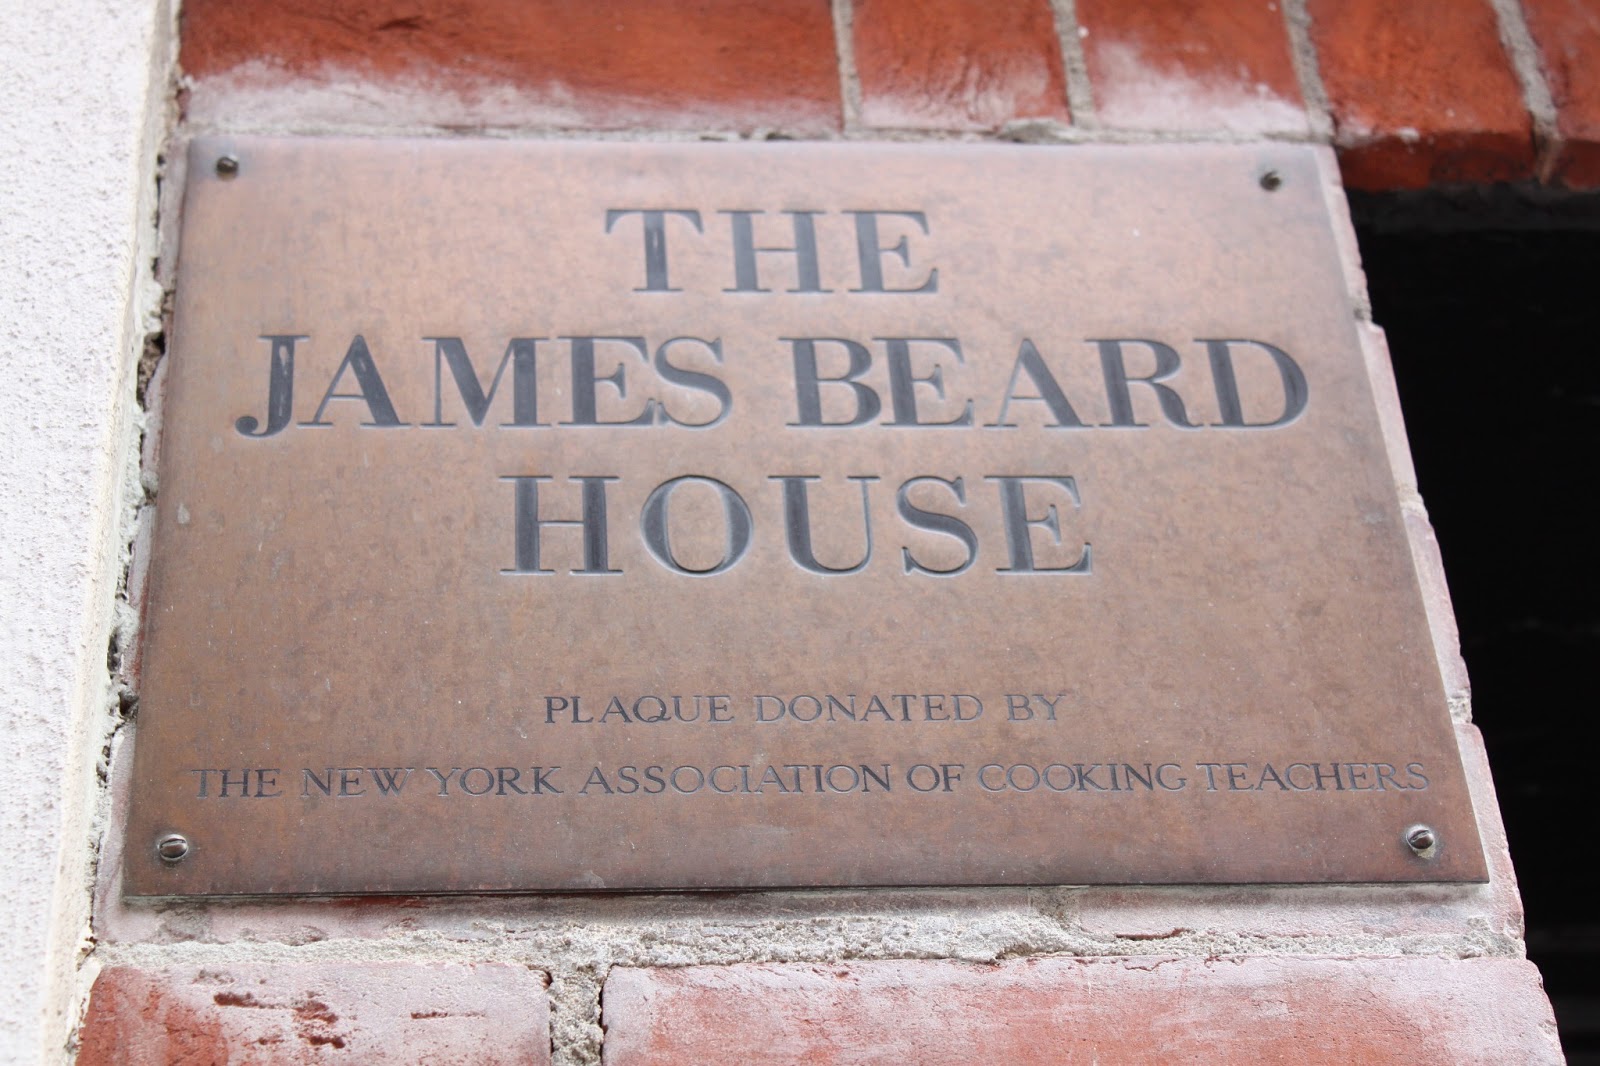 THE
JAMES BEARD
HOUSE
PLAQUE DONATED BY
THE NEW YORK ASSOCIATION OF COOKING TEACHERS